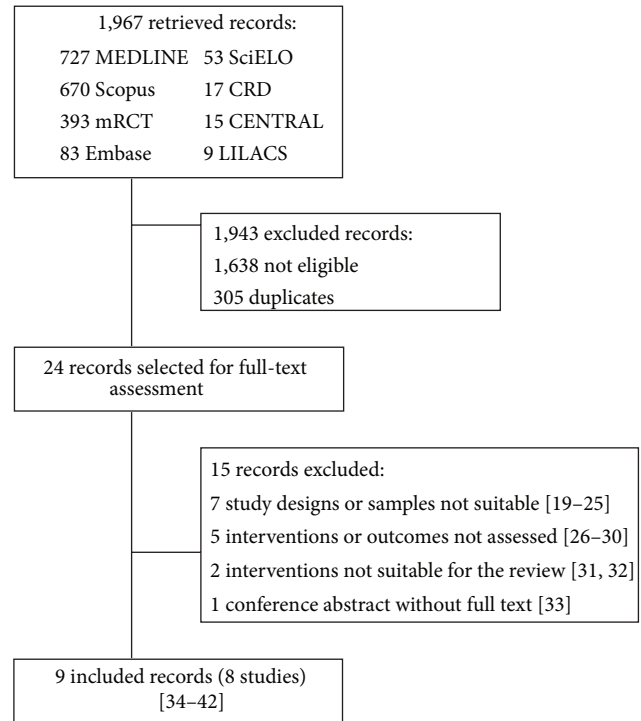 1,967 retrieved records:
727 MEDLINE 53 SciELO
670 Scopus 17 CRD
393 mRCT 15 CENTRAL
83 Embase 9 LILACS
1,943 excluded records:
1,638 not eligible
305 duplicates
24 records selected for full-text
assessment
15 records excluded:
7 study designs or samples not suitable [19–25]
5 interventions or outcomes not assessed [26–30]
2 interventions not suitable for the review [31, 32]
1 conference abstract without full text [33]
9 included records (8 studies)
[34–42]